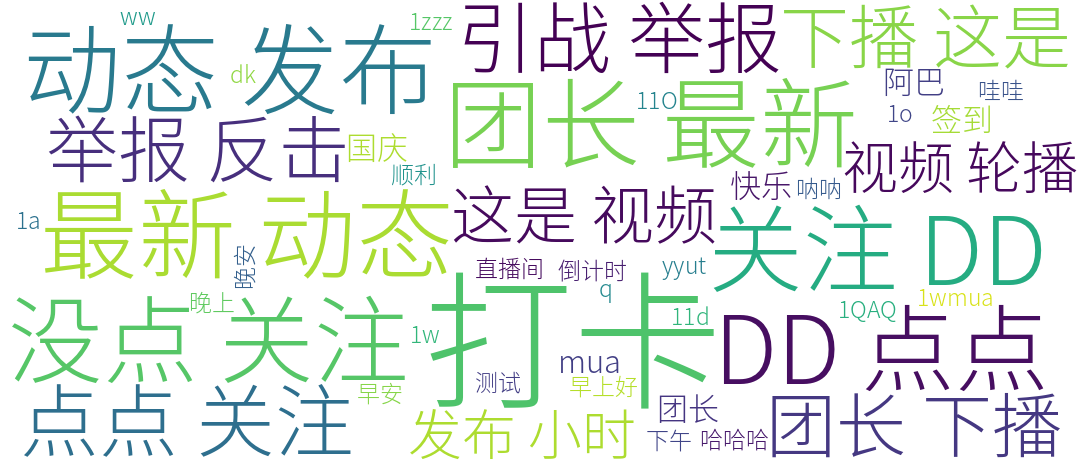 ww
1zzz
动态 发布
引战 举报
下播 这是
dk
阿巴
哇哇
团长 最新
11O
1o
签到
举报 反击
国庆
视频 轮播
顺利
快乐
呐呐
最新 动态
这是 视频
1a
关注 DD
晚安
直播间
倒计时
yyut
q
打卡
晚上
1wmua
没点 关注
1QAQ
11d
DD 点点
1w
mua
测试
早上好
早安
点点 关注
团长
团长 下播
发布 小时
下午
哈哈哈